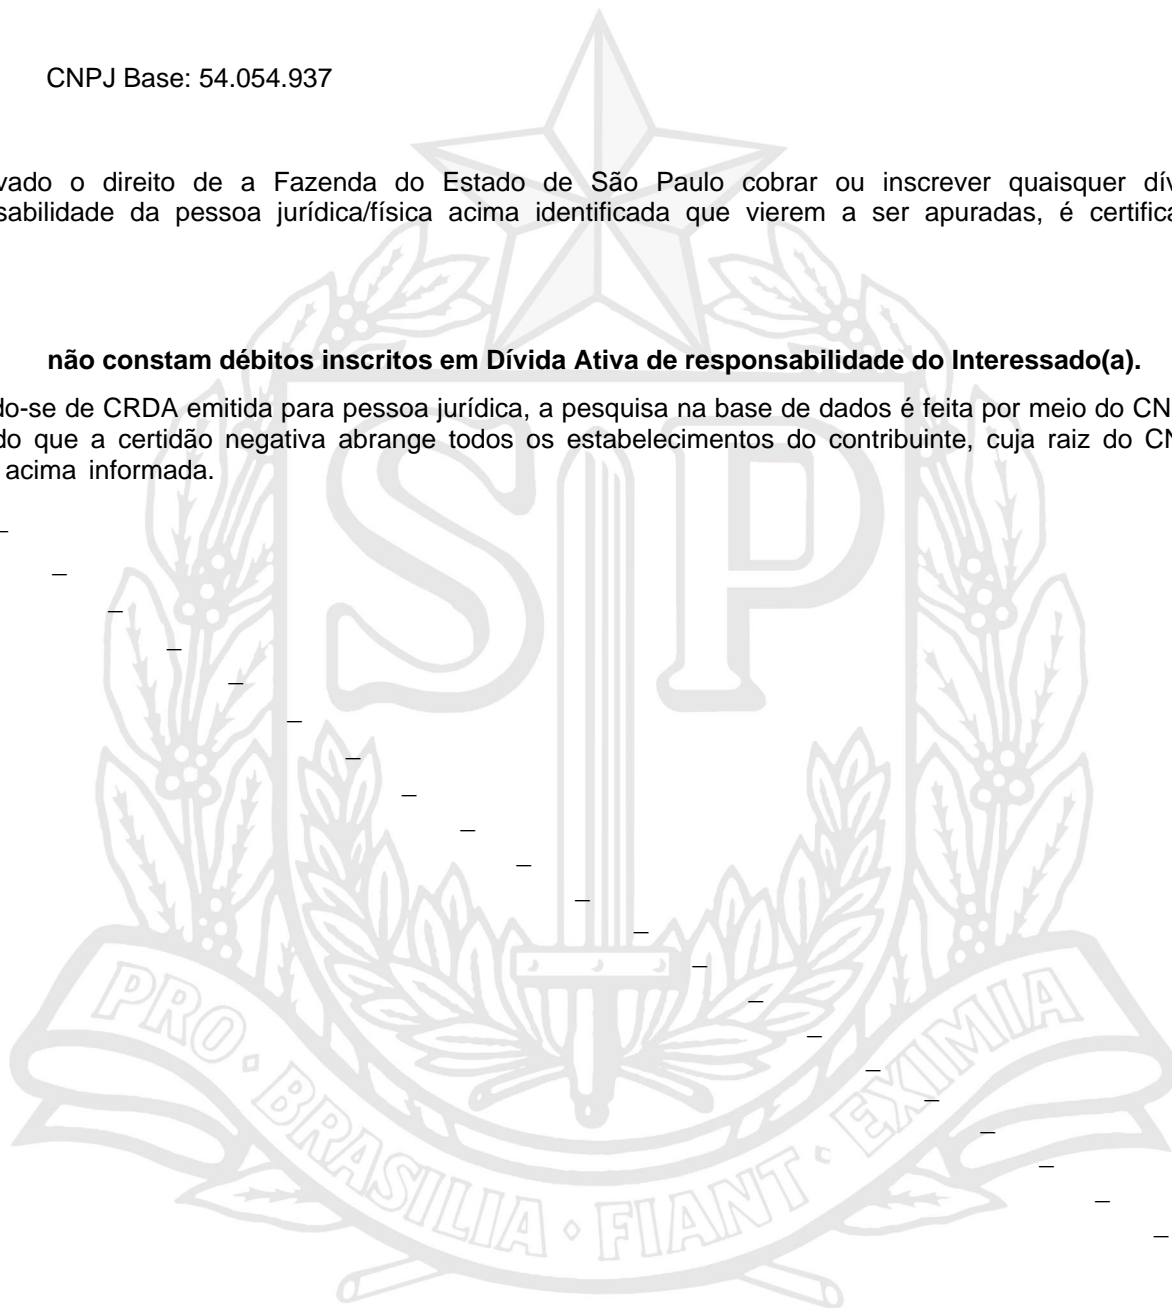 CNPJ Base: 54.054.937
vado o direito de a Fazenda do Estado de São Paulo cobrar ou inscrever quaisquer dív
sabilidade da pessoa jurídica/física acima identificada que vierem a ser apuradas, é certifica
não constam débitos inscritos em Dívida Ativa de responsabilidade do Interessado(a).
do-se de CRDA emitida para pessoa jurídica, a pesquisa na base de dados é feita por meio do CN
do que a certidão negativa abrange todos os estabelecimentos do contribuinte, cuja raiz do CN
acima informada.
SP
PRO · BRASILIA · FIANT · EXIMIA